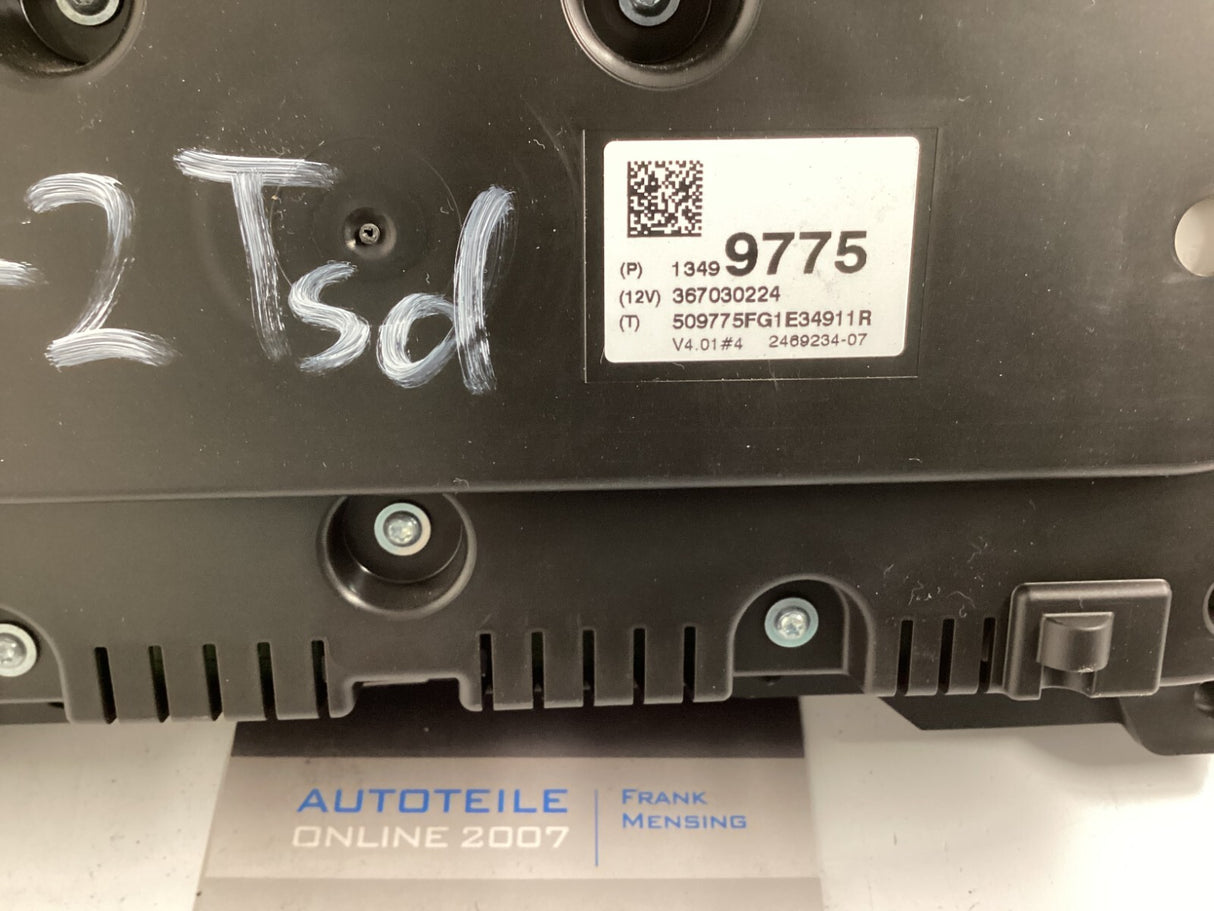 -2 Tsd
(P) 1349 9775
(12V) 367030224
(T) 509775FG1E34911R
V4.01#4 2469234-07
AUTOTEILE
ONLINE 2007
FRANK
MENSING